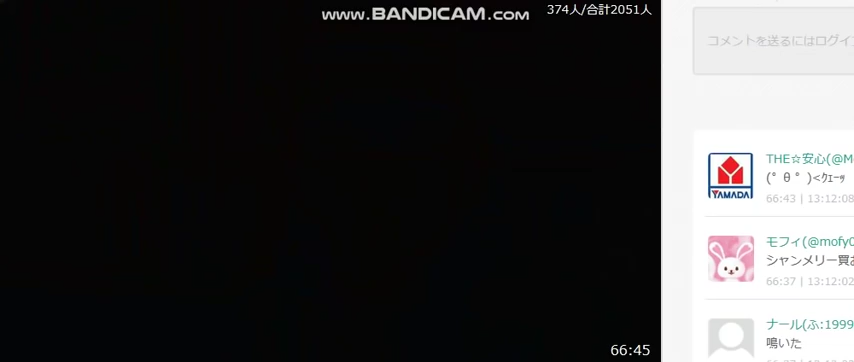 www.BANDICAM.com
374人/合計2051人
コメントを送るにはログイ
THE☆安心(@M
(ﾟθﾟ)<ｸｪｰｯ
YAMADA
66:43 | 13:12:08
モフィ(@mofy0
シャンメリー買
66:37 | 13:12:02
ナール(ふ:1999
鳴いた
66:45